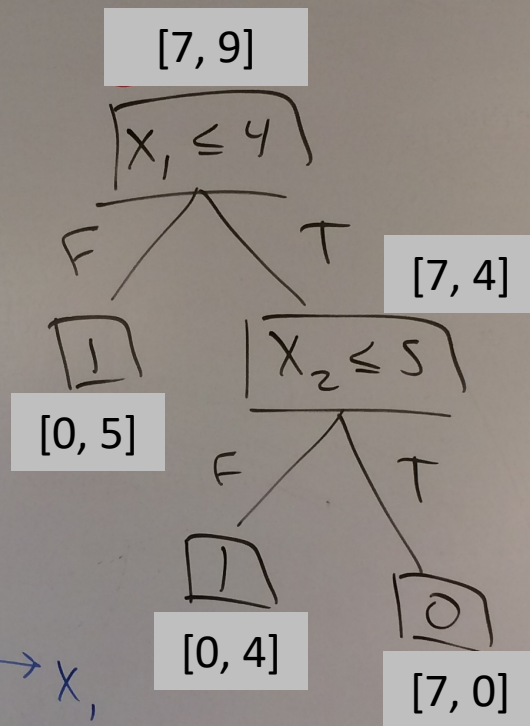 [7, 9]
X₁ ≤ 4
F
T
[7, 4]
1
X₂ ≤ 5
[0, 5]
F
T
1
0
[0, 4]
[7, 0]
→ X₁